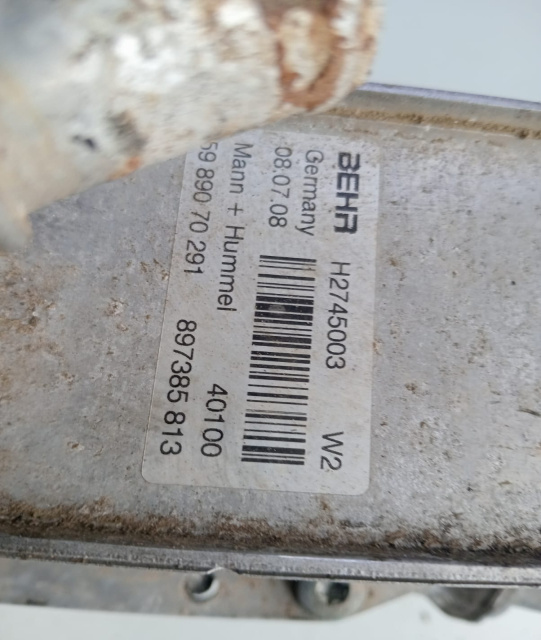 BEHR H2745003 W2
Germany
08.07.08
Mann + Hummel 40100
59 890 70 291 897385 813